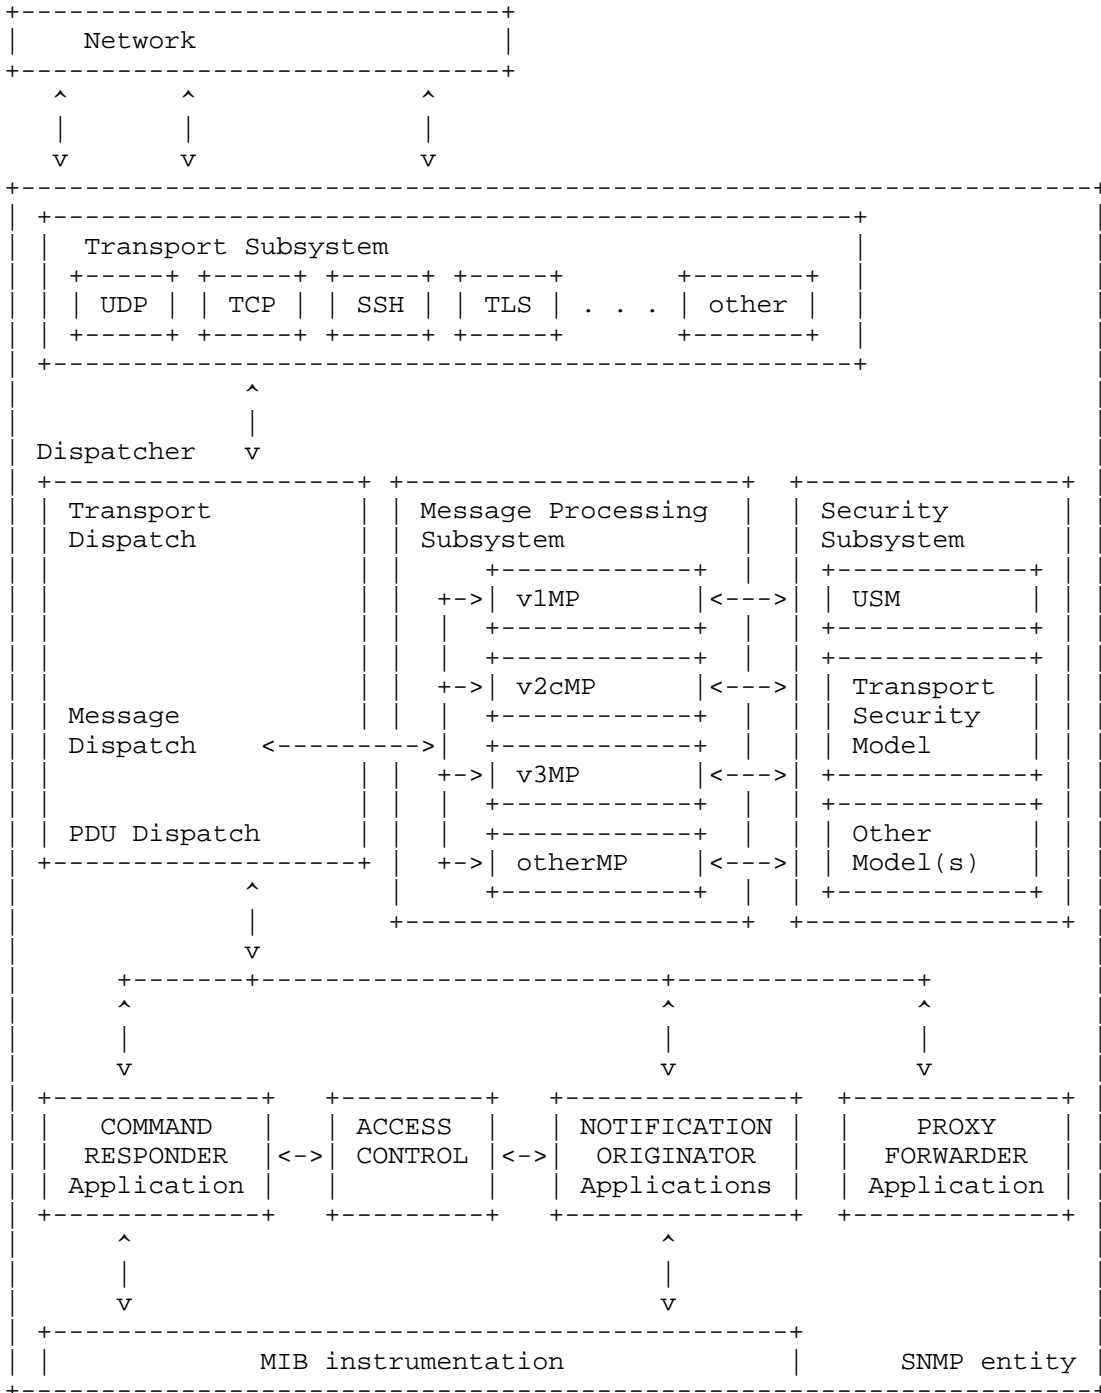 Network
Transport Subsystem
UDP TCP SSH TLS . . . other
Dispatcher
Transport Message Processing Security
Dispatch Subsystem Subsystem
v1MP USM
v2cMP Transport
Message Security
Dispatch Model
v3MP
PDU Dispatch Other
otherMP Model(s)
COMMAND ACCESS NOTIFICATION PROXY
RESPONDER CONTROL ORIGINATOR FORWARDER
Application Applications Application
MIB instrumentation SNMP entity